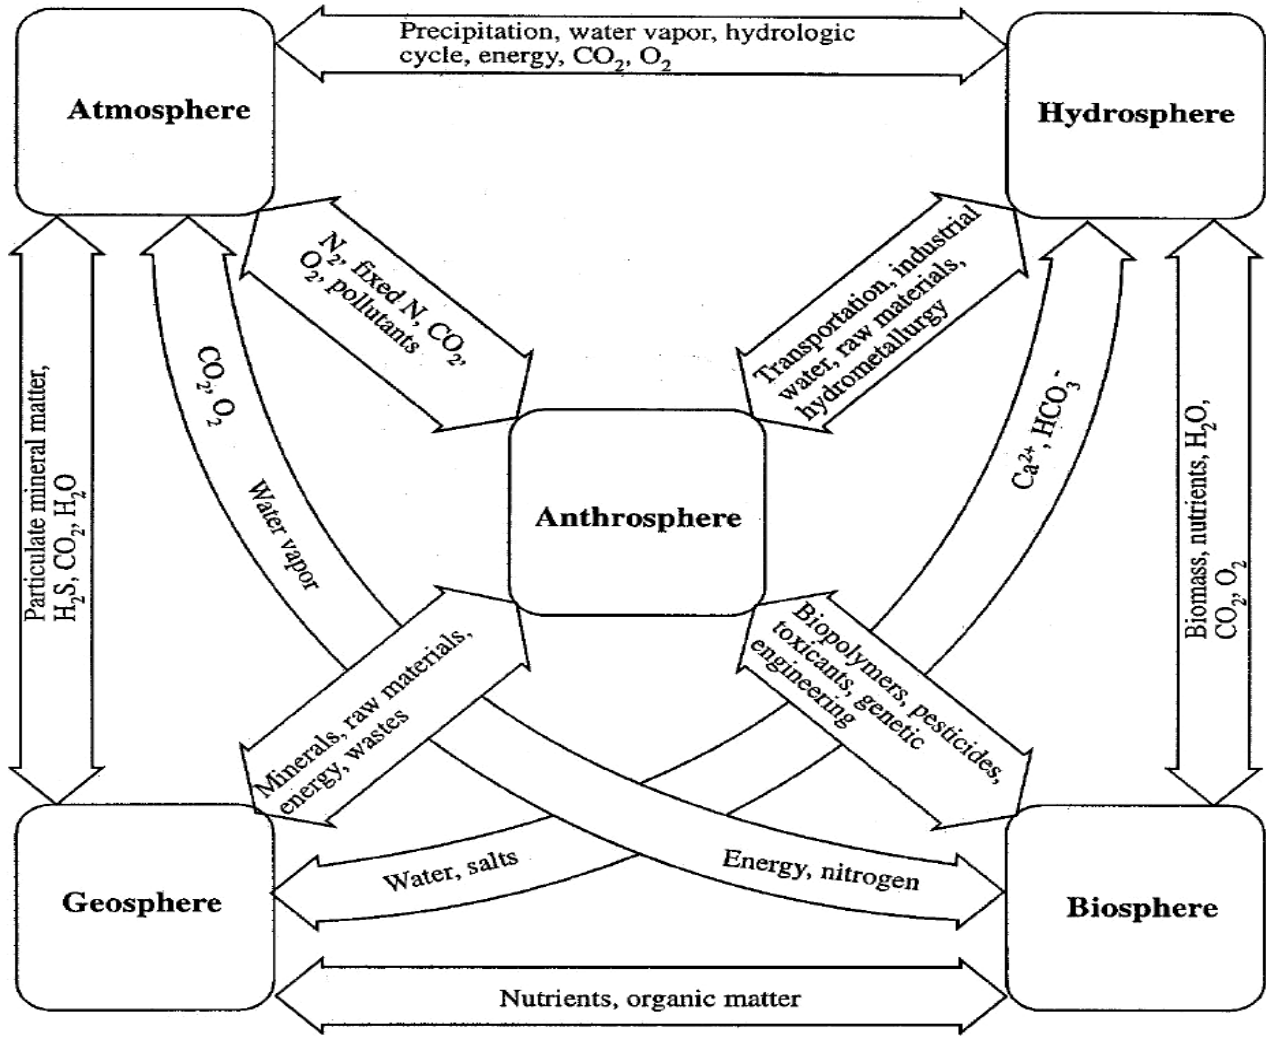 Precipitation, water vapor, hydrologic
cycle, energy, CO₂, O₂
Atmosphere
Hydrosphere
N₂, fixed N, CO₂,
O₂, pollutants
Transportation, industrial
water, raw materials,
hydrometallurgy
CO₂, O₂
Water vapor
Ca²⁺, HCO₃⁻
Particulate mineral matter,
H₂S, CO₂, H₂O
Biomass, nutrients, H₂O,
CO₂, O₂
Anthrosphere
Minerals, raw materials,
energy, wastes
Biopolymers, pesticides,
toxicants, genetic
engineering
Water, salts
Energy, nitrogen
Geosphere
Biosphere
Nutrients, organic matter